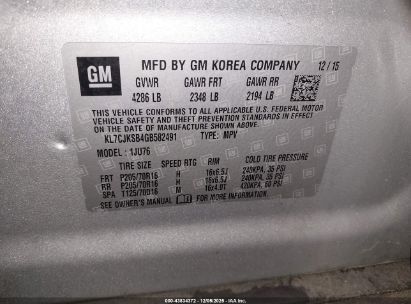 GM
MFD BY GM KOREA COMPANY 12/15
GVWR GAWR FRT GAWR RR
4286 LB 2348 LB 2194 LB
THIS VEHICLE CONFORMS TO ALL APPLICABLE U.S. FEDERAL MOTOR
VEHICLE SAFETY AND THEFT PREVENTION STANDARDS IN EFFECT ON
THE DATE OF MANUFACTURE SHOWN ABOVE.
KL7CJKSB4GB582491 TYPE: MPV
MODEL: 1JU76
TIRE SIZE SPEED RTG RIM COLD TIRE PRESSURE
FRT P205/70R16 H 16x6.5J 240KPA, 35 PSI
RR P205/70R16 H 16x6.5J 240KPA, 35 PSI
SPA T125/70D16 M 16x4.0T 420KPA, 60 PSI
SEE OWNER'S MANUAL FOR MORE INFORMATION.